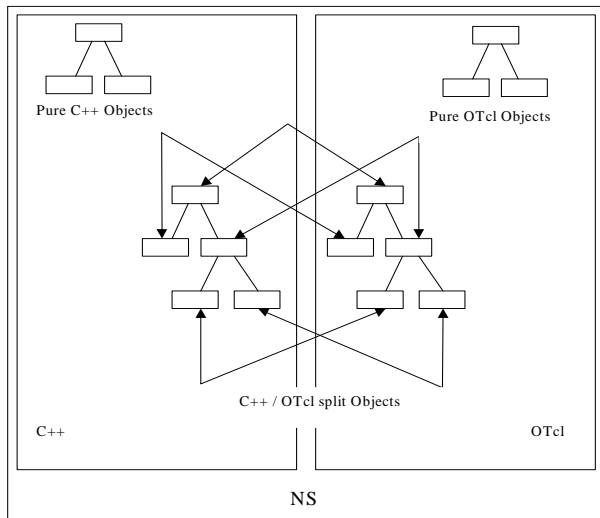 Pure C++ Objects
Pure OTcl Objects
C++ / OTcl split Objects
C++
OTcl
NS